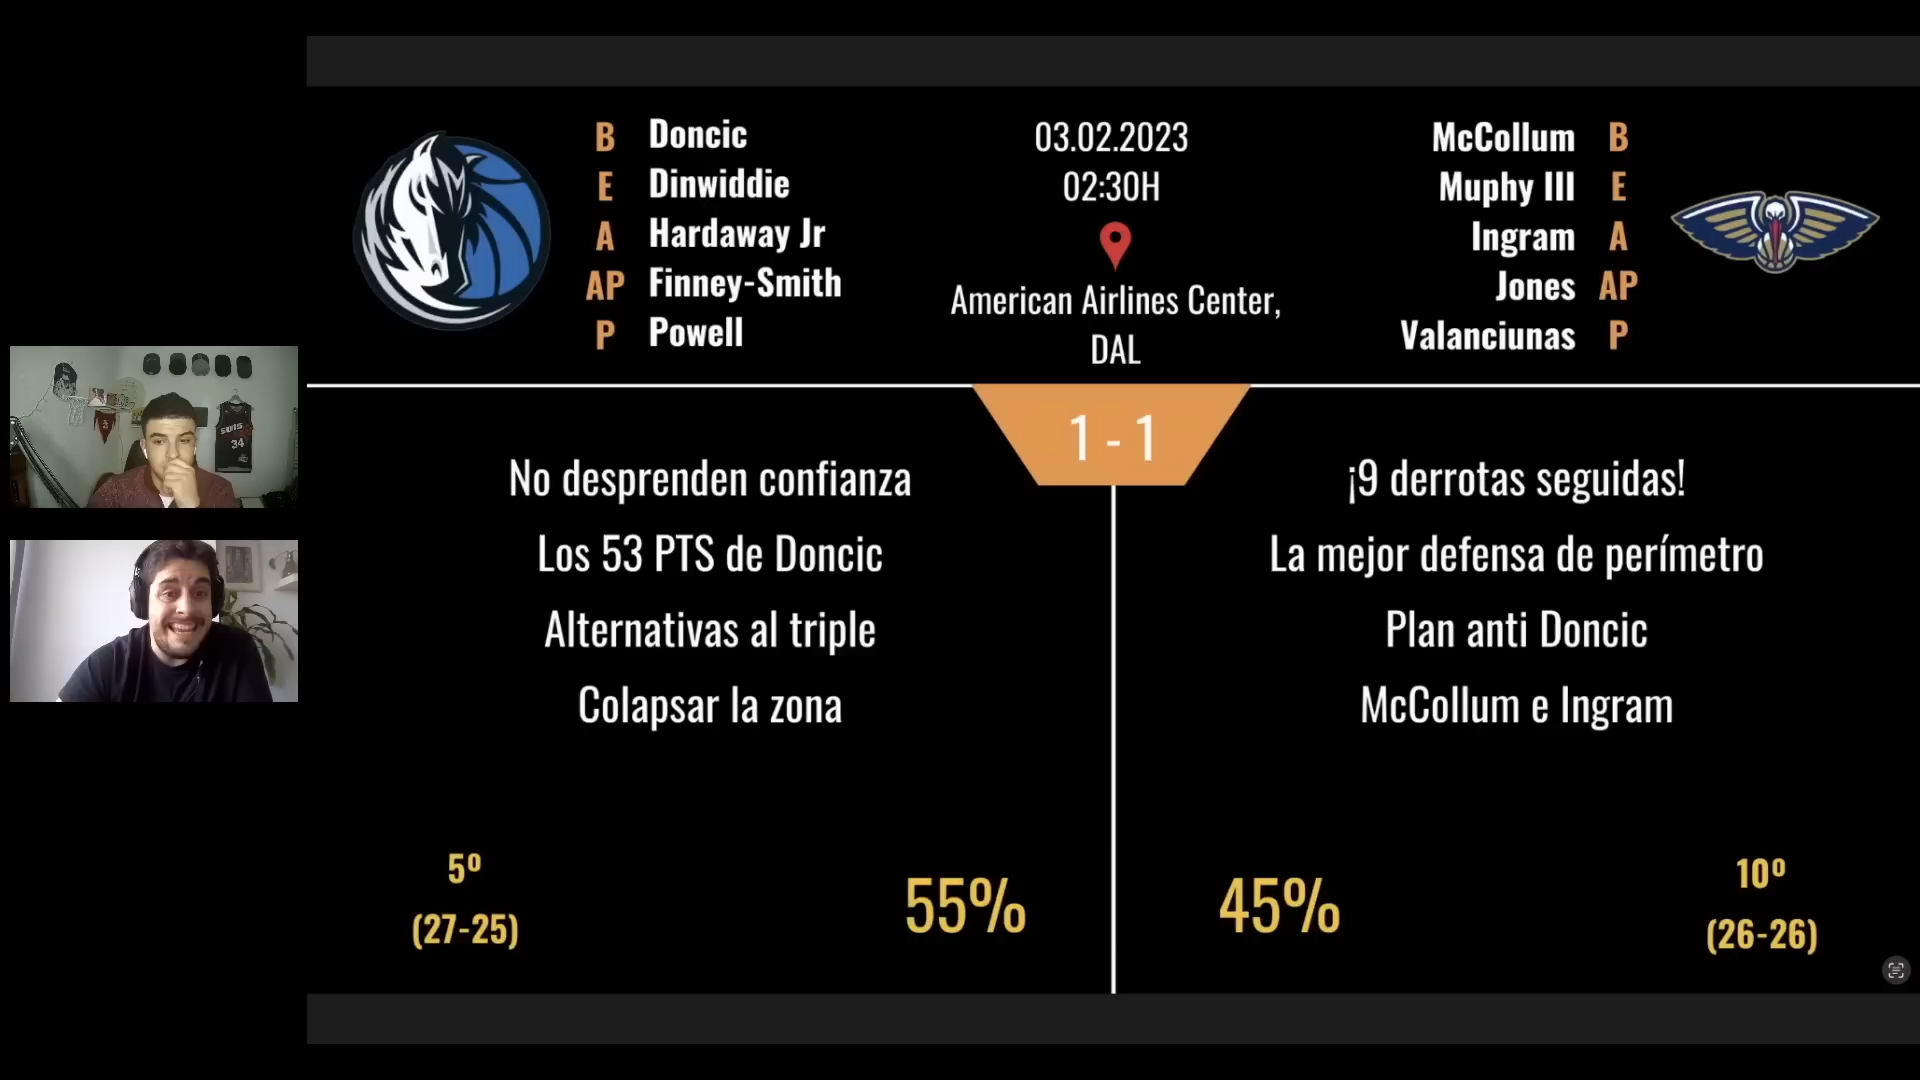 B Doncic
E Dinwiddie
A Hardaway Jr
AP Finney-Smith
P Powell
03.02.2023
02:30H
American Airlines Center,
DAL
McCollum B
Muphy III E
Ingram A
Jones AP
Valanciunas P
1 - 1
No desprenden confianza
Los 53 PTS de Doncic
Alternativas al triple
Colapsar la zona
¡9 derrotas seguidas!
La mejor defensa de perímetro
Plan anti Doncic
McCollum e Ingram
5º
(27-25)
55%
45%
10º
(26-26)
SUNS
34